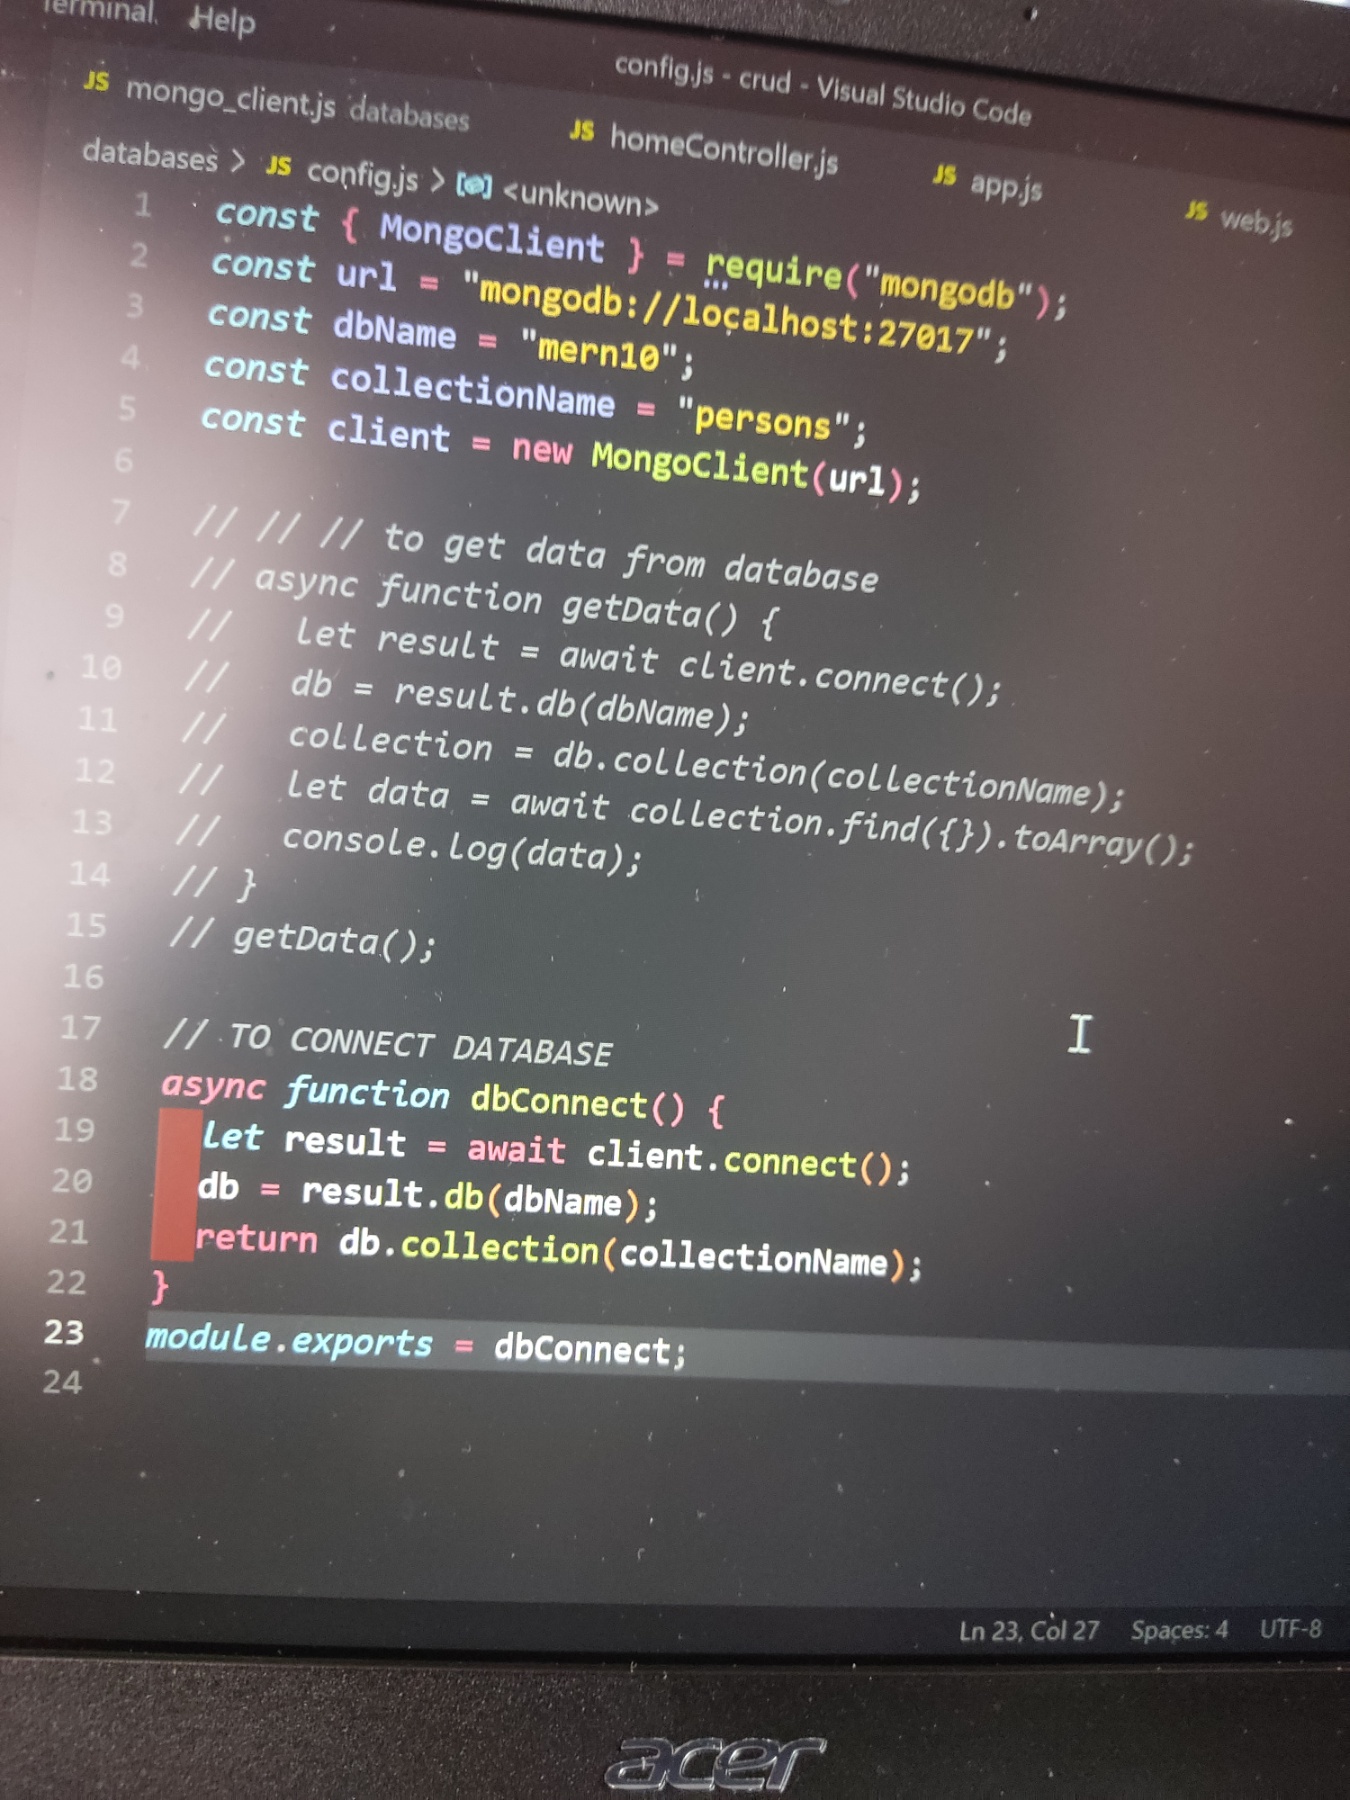 Terminal Help
config.js - crud - Visual Studio Code
JS mongo_client.js databases JS homeController.js JS app.js JS web.js
databases > JS config.js > <unknown>
1 const { MongoClient } = require("mongodb");
2 const url = "mongodb://localhost:27017";
3 const dbName = "mern10";
4 const collectionName = "persons";
5 const client = new MongoClient(url);
6
7 // // // to get data from database
8 // async function getData() {
9 //   let result = await client.connect();
10 //   db = result.db(dbName);
11 //   collection = db.collection(collectionName);
12 //   let data = await collection.find({}).toArray();
13 //   console.log(data);
14 // }
15 // getData();
16
17 // TO CONNECT DATABASE
18 async function dbConnect() {
19   let result = await client.connect();
20   db = result.db(dbName);
21   return db.collection(collectionName);
22 }
23 module.exports = dbConnect;
24
Ln 23, Col 27 Spaces: 4 UTF-8
acer